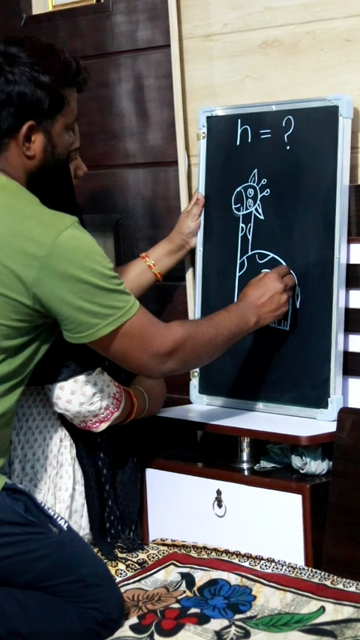 h = ?